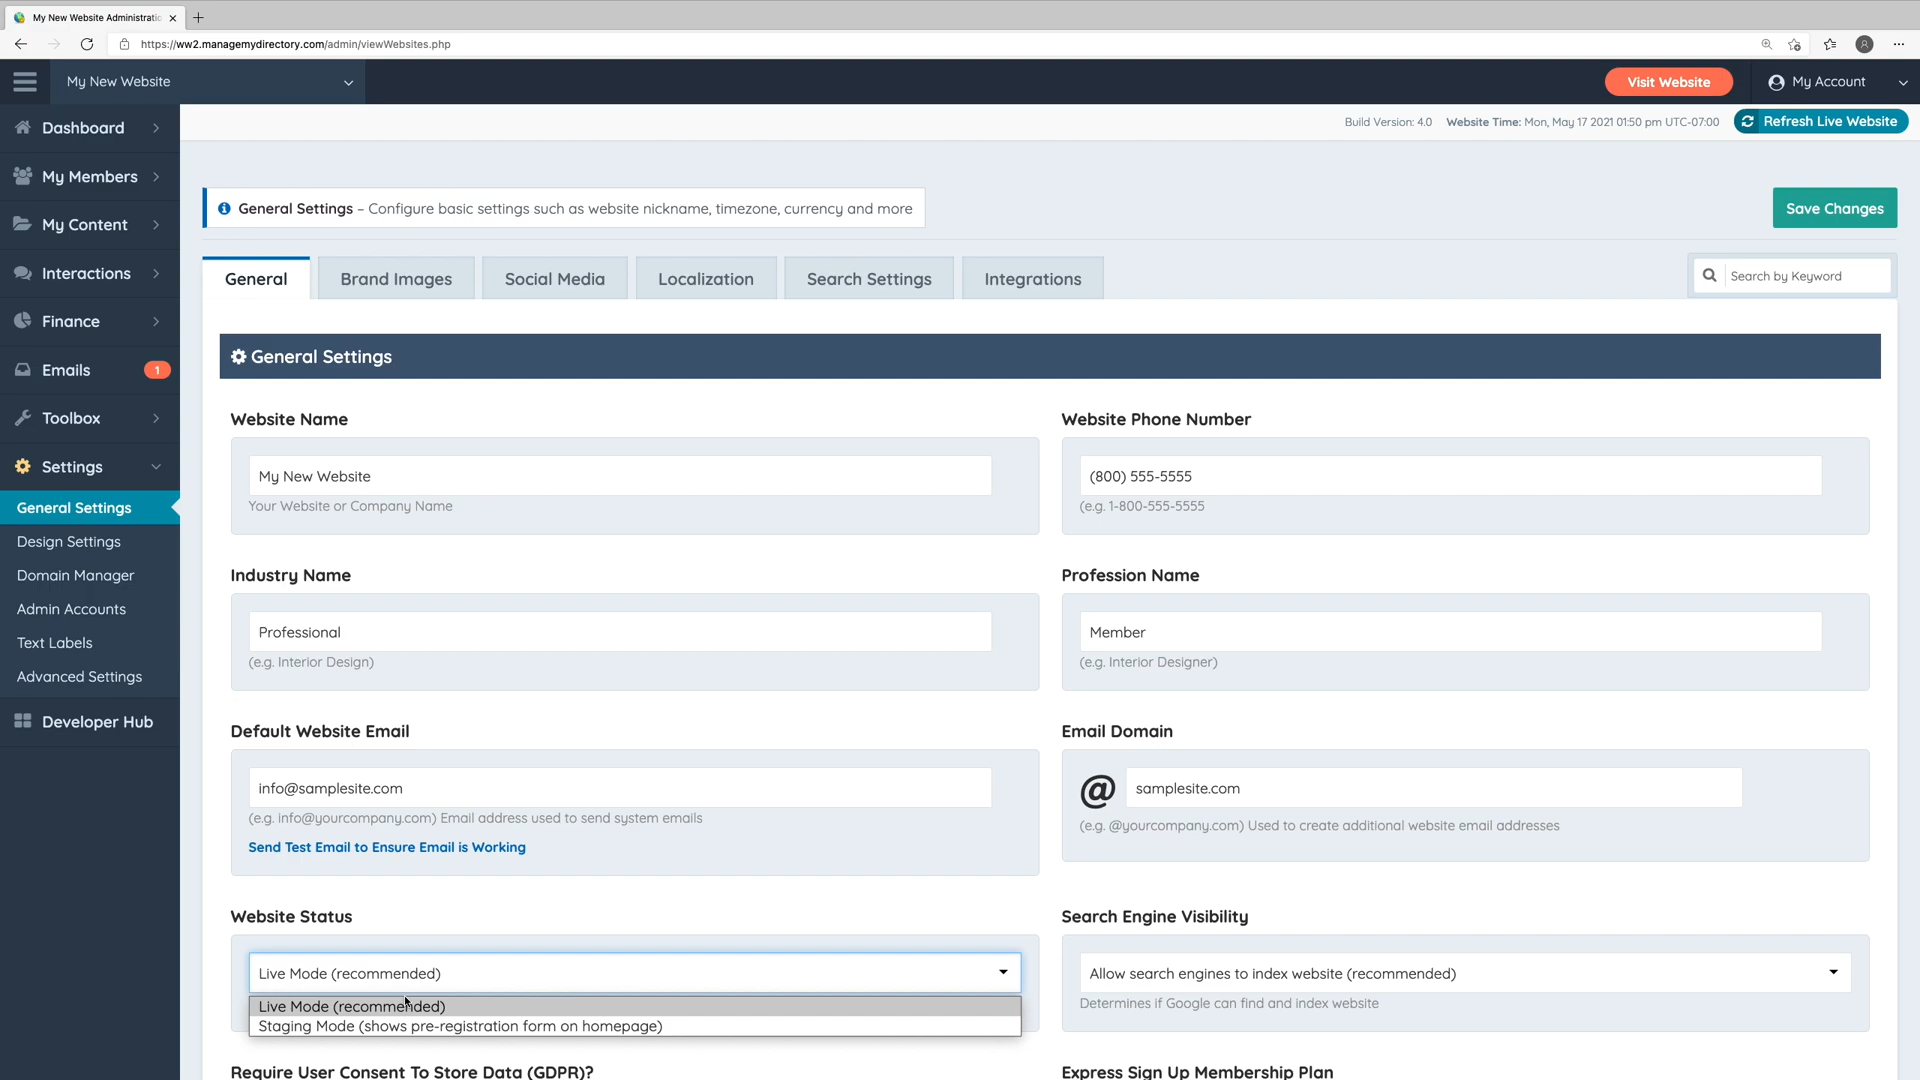 My New Website Administratic
https://ww2.managemydirectory.com/admin/viewWebsites.php
My New Website
Visit Website
My Account
Build Version: 4.0 Website Time: Mon, May 17 2021 01:50 pm UTC-07:00
Refresh Live Website
Dashboard
My Members
My Content
Interactions
Finance
Emails 1
Toolbox
Settings
General Settings
Design Settings
Domain Manager
Admin Accounts
Text Labels
Advanced Settings
Developer Hub
General Settings – Configure basic settings such as website nickname, timezone, currency and more
Save Changes
General
Brand Images
Social Media
Localization
Search Settings
Integrations
Search by Keyword
General Settings
Website Name
My New Website
Your Website or Company Name
Website Phone Number
(800) 555-5555
(e.g. 1-800-555-5555
Industry Name
Professional
(e.g. Interior Design)
Profession Name
Member
(e.g. Interior Designer)
Default Website Email
info@samplesite.com
(e.g. info@yourcompany.com) Email address used to send system emails
Send Test Email to Ensure Email is Working
Email Domain
@ samplesite.com
(e.g. @yourcompany.com) Used to create additional website email addresses
Website Status
Live Mode (recommended)
Live Mode (recommended)
Staging Mode (shows pre-registration form on homepage)
Search Engine Visibility
Allow search engines to index website (recommended)
Determines if Google can find and index website
Require User Consent To Store Data (GDPR)?
Express Sign Up Membership Plan